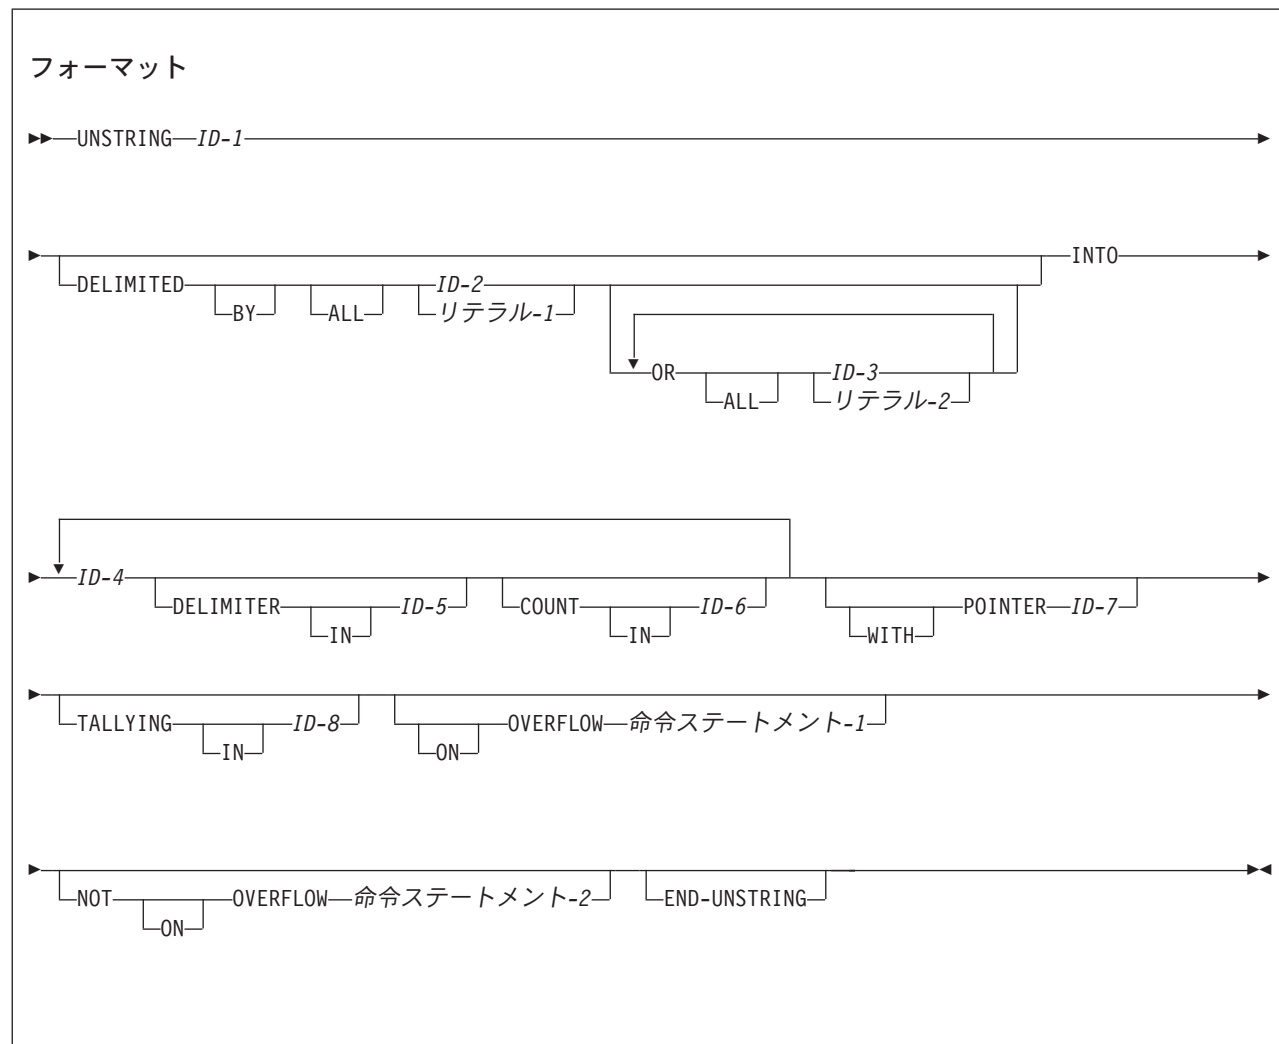 フォーマット
UNSTRING ID-1
INTO
DELIMITED ID-2
BY ALL リテラル-1
OR ID-3
ALL リテラル-2
ID-4
DELIMITER ID-5 COUNT ID-6 POINTER ID-7
IN IN WITH
TALLYING ID-8 OVERFLOW 命令ステートメント-1
IN ON
NOT OVERFLOW 命令ステートメント-2 END-UNSTRING
ON